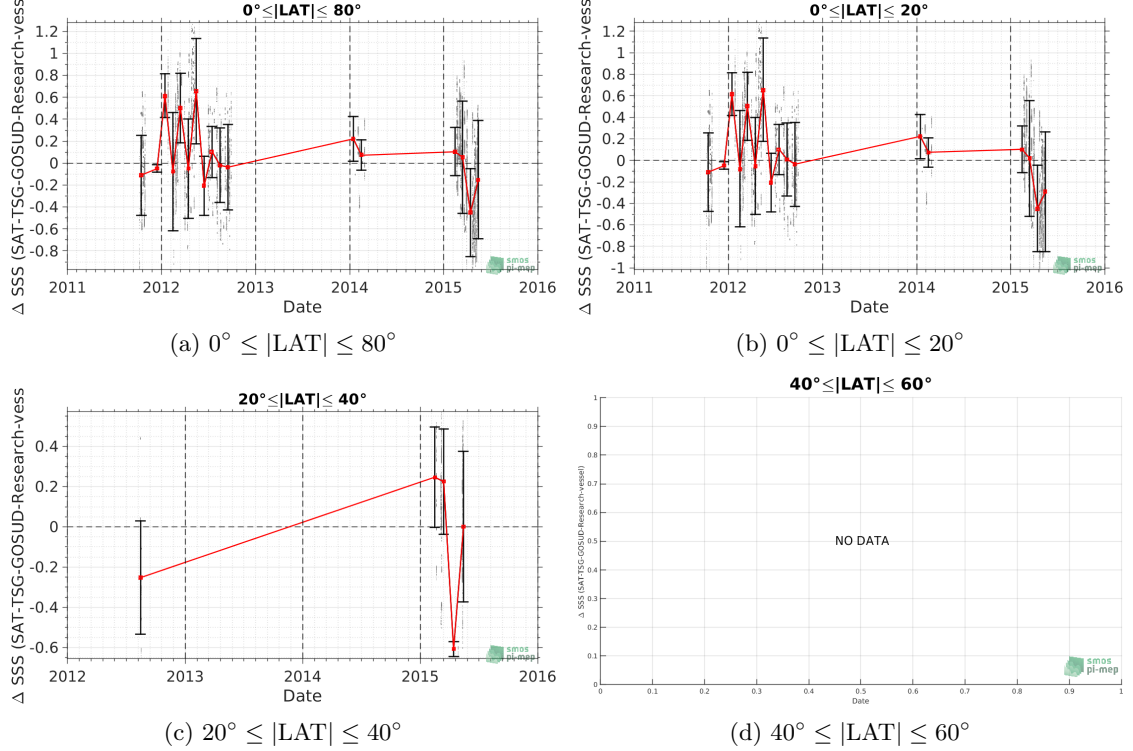 0°≤|LAT|≤ 80°
Δ SSS (SAT-TSG-GOSUD-Research-vess
1.2
1
0.8
0.6
0.4
0.2
0
-0.2
-0.4
-0.6
-0.8
2011 2012 2013 2014 2015 2016
Date
smos
pi-mep
(a) 0° ≤ |LAT| ≤ 80°
0°≤|LAT|≤ 20°
Δ SSS (SAT-TSG-GOSUD-Research-vess
1.2
1
0.8
0.6
0.4
0.2
0
-0.2
-0.4
-0.6
-0.8
-1
2011 2012 2013 2014 2015 2016
Date
smos
pi-mep
(b) 0° ≤ |LAT| ≤ 20°
20°≤|LAT|≤ 40°
Δ SSS (SAT-TSG-GOSUD-Research-vess
0.4
0.2
0
-0.2
-0.4
-0.6
2012 2013 2014 2015 2016
Date
smos
pi-mep
(c) 20° ≤ |LAT| ≤ 40°
40°≤|LAT|≤ 60°
Δ SSS (SAT-TSG-GOSUD-Research-vessel)
1
0.9
0.8
0.7
0.6
0.5
0.4
0.3
0.2
0.1
0
NO DATA
0 0.1 0.2 0.3 0.4 0.5 0.6 0.7 0.8 0.9 1
Date
smos
pi-mep
(d) 40° ≤ |LAT| ≤ 60°